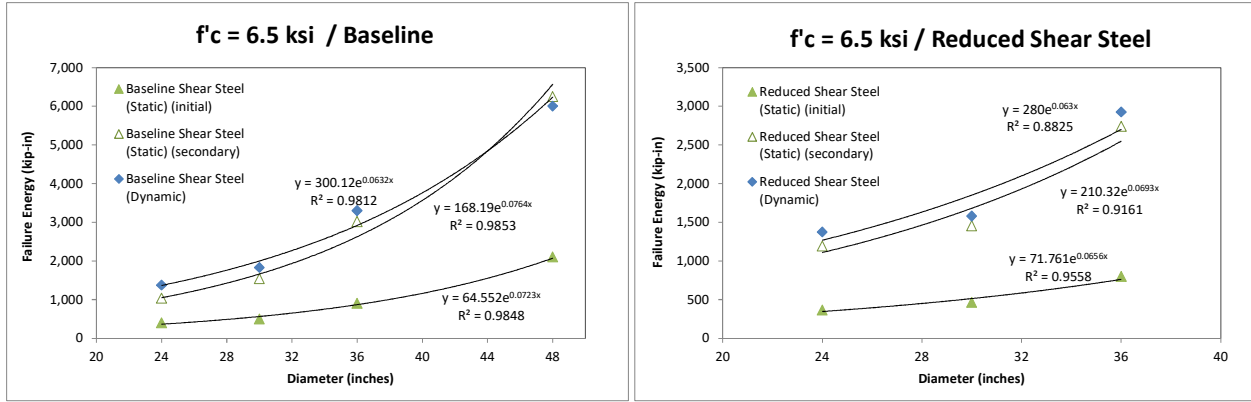 f'c = 6.5 ksi / Baseline
7,000
6,000
5,000
4,000
3,000
2,000
1,000
0
Failure Energy (kip-in)
Baseline Shear Steel
(Static) (initial)
Baseline Shear Steel
(Static) (secondary)
Baseline Shear Steel
(Dynamic)
y = 300.12e^0.0632x
R² = 0.9812
y = 168.19e^0.0764x
R² = 0.9853
y = 64.552e^0.0723x
R² = 0.9848
20 24 28 32 36 40 44 48
Diameter (inches)
f'c = 6.5 ksi / Reduced Shear Steel
3,500
3,000
2,500
2,000
1,500
1,000
500
0
Failure Energy (kip-in)
Reduced Shear Steel
(Static) (initial)
Reduced Shear Steel
(Static) (secondary)
Reduced Shear Steel
(Dynamic)
y = 280e^0.063x
R² = 0.8825
y = 210.32e^0.0693x
R² = 0.9161
y = 71.761e^0.0656x
R² = 0.9558
20 24 28 32 36 40
Diameter (inches)